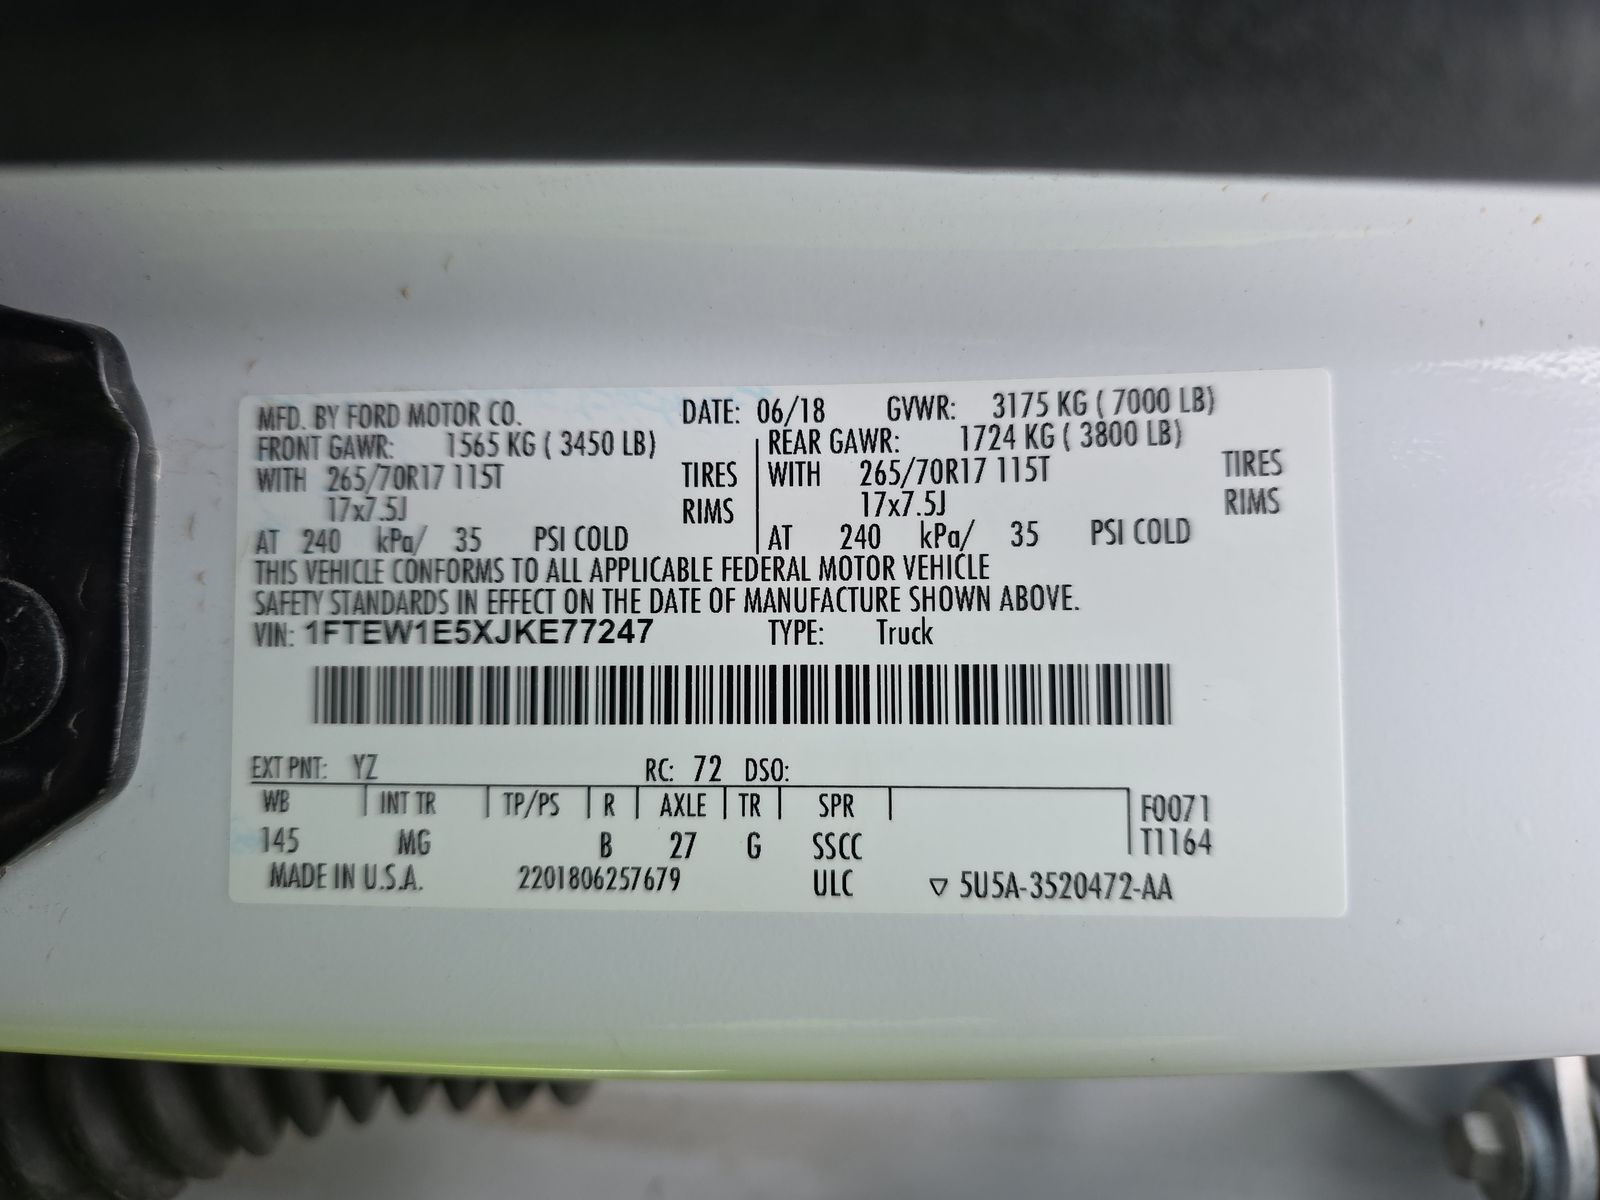 MFD. BY FORD MOTOR CO. DATE: 06/18 GVWR: 3175 KG ( 7000 LB)
FRONT GAWR: 1565 KG ( 3450 LB) REAR GAWR: 1724 KG ( 3800 LB)
WITH 265/70R17 115T TIRES WITH 265/70R17 115T TIRES
17x7.5J RIMS 17x7.5J RIMS
AT 240 kPa/ 35 PSI COLD AT 240 kPa/ 35 PSI COLD
THIS VEHICLE CONFORMS TO ALL APPLICABLE FEDERAL MOTOR VEHICLE
SAFETY STANDARDS IN EFFECT ON THE DATE OF MANUFACTURE SHOWN ABOVE.
VIN: 1FTEW1E5XJKE77247 TYPE: Truck
EXT PNT: YZ RC: 72 DSO:
WB INT TR TP/PS R AXLE TR SPR F0071
145 MG B 27 G SSCC T1164
MADE IN U.S.A. 2201806257679 ULC ▽ 5U5A-3520472-AA